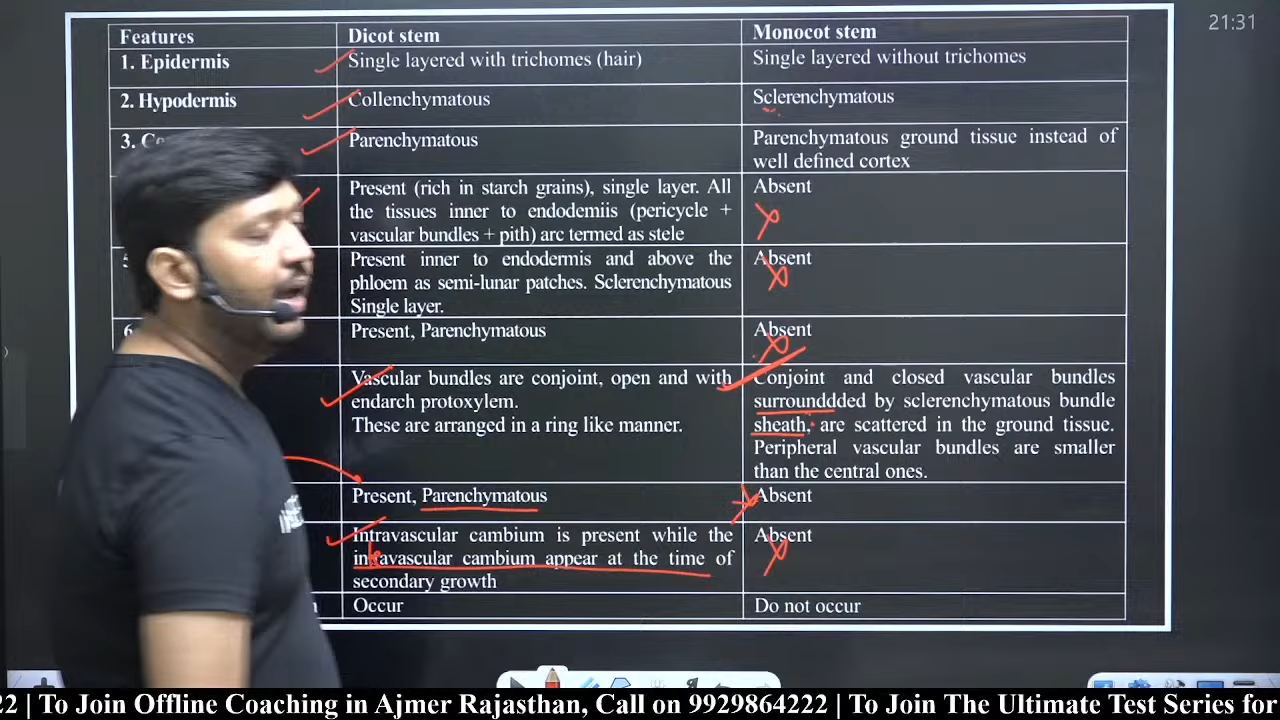 21:31
Features Dicot stem Monocot stem
1. Epidermis Single layered with trichomes (hair) Single layered without trichomes
2. Hypodermis Collenchymatous Sclerenchymatous
3. Parenchymatous Parenchymatous ground tissue instead of
well defined cortex
Present (rich in starch grains), single layer. All Absent
the tissues inner to endodemiis (pericycle +
vascular bundles + pith) arc termed as stele
5 Present inner to endodermis and above the Absent
phloem as semi-lunar patches. Sclerenchymatous
Single layer.
6 Present, Parenchymatous Absent
Vascular bundles are conjoint, open and with Conjoint and closed vascular bundles
endarch protoxylem. surroundded by sclerenchymatous bundle
These are arranged in a ring like manner. sheath, are scattered in the ground tissue.
Peripheral vascular bundles are smaller
than the central ones.
Present, Parenchymatous Absent
Intravascular cambium is present while the Absent
intravascular cambium appear at the time of
secondary growth
Occur Do not occur
22 | To Join Offline Coaching in Ajmer Rajasthan, Call on 9929864222 | To Join The Ultimate Test Series for